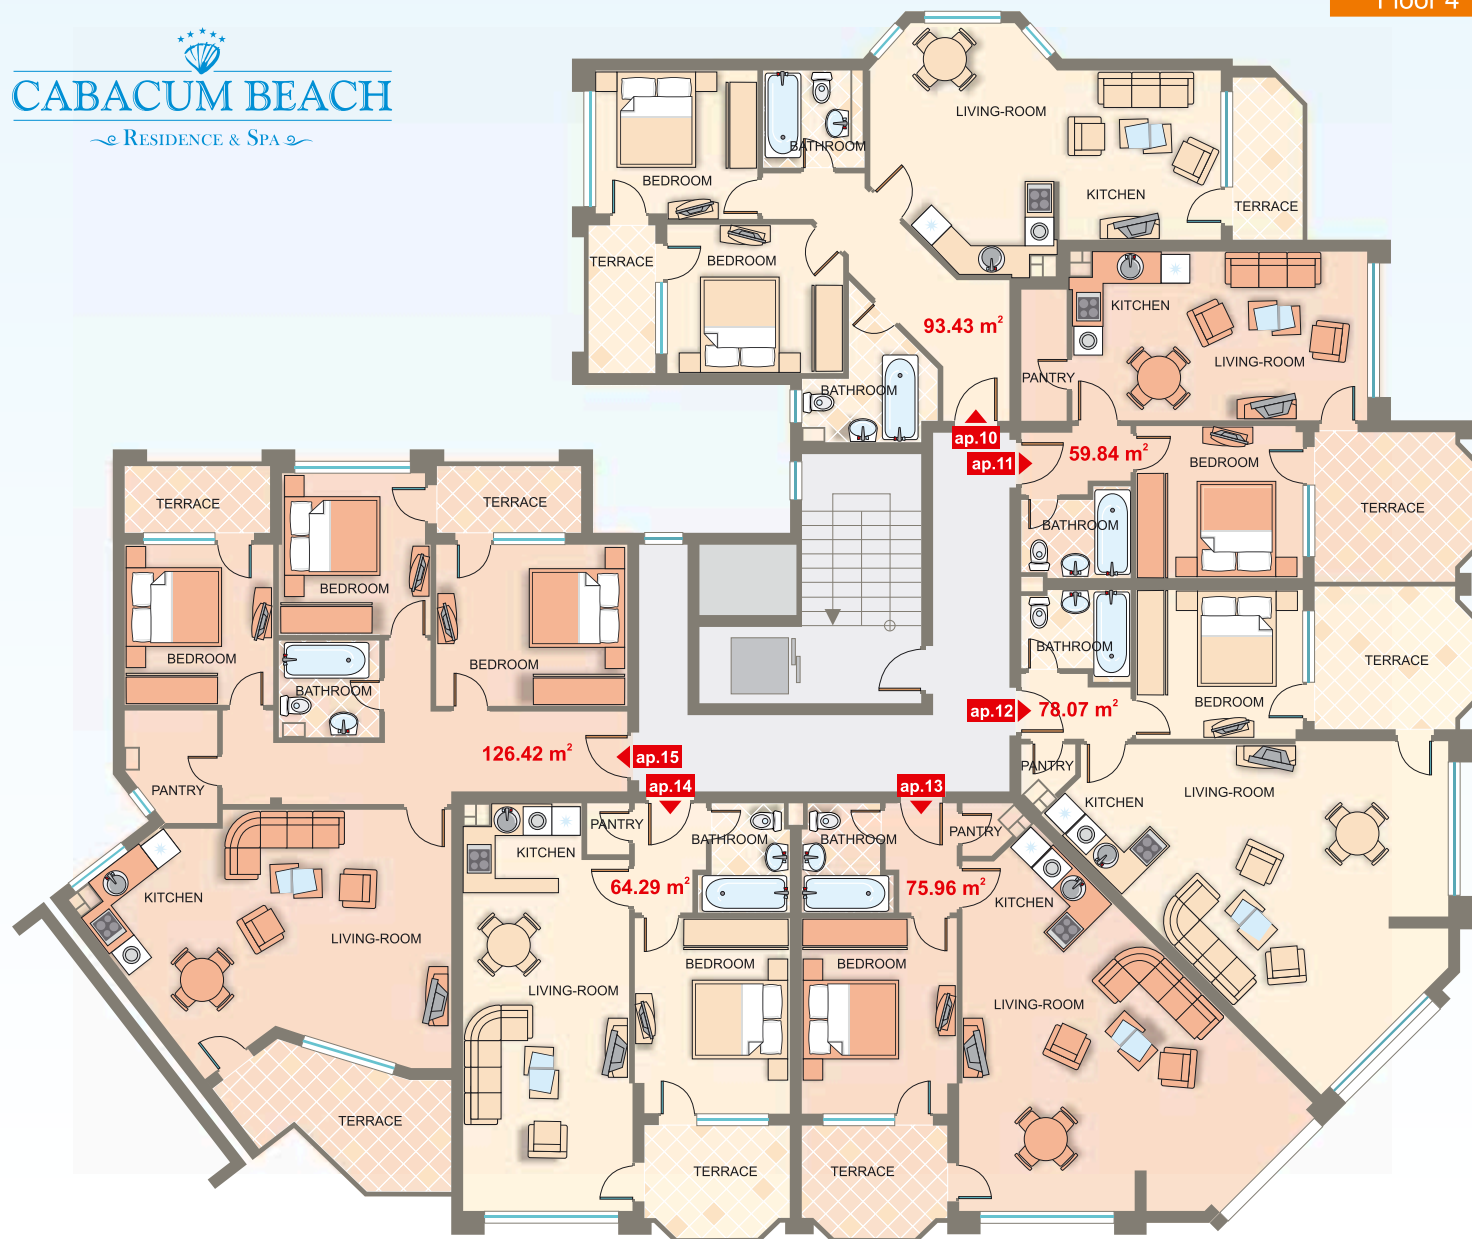 Floor 4
CABACUM BEACH
RESIDENCE & SPA
LIVING-ROOM
BATHROOM
BEDROOM
KITCHEN
TERRACE
TERRACE
BEDROOM
93.43 m²
BATHROOM
ap.10
KITCHEN
LIVING-ROOM
PANTRY
ap.11
59.84 m²
BEDROOM
TERRACE
BATHROOM
BATHROOM
TERRACE
BEDROOM
ap.12
78.07 m²
PANTRY
LIVING-ROOM
KITCHEN
TERRACE
TERRACE
BEDROOM
BEDROOM
BEDROOM
BATHROOM
126.42 m²
ap.15
PANTRY
KITCHEN
LIVING-ROOM
TERRACE
ap.14
PANTRY
BATHROOM
KITCHEN
64.29 m²
BEDROOM
LIVING-ROOM
TERRACE
ap.13
BATHROOM
PANTRY
75.96 m²
KITCHEN
BEDROOM
LIVING-ROOM
TERRACE